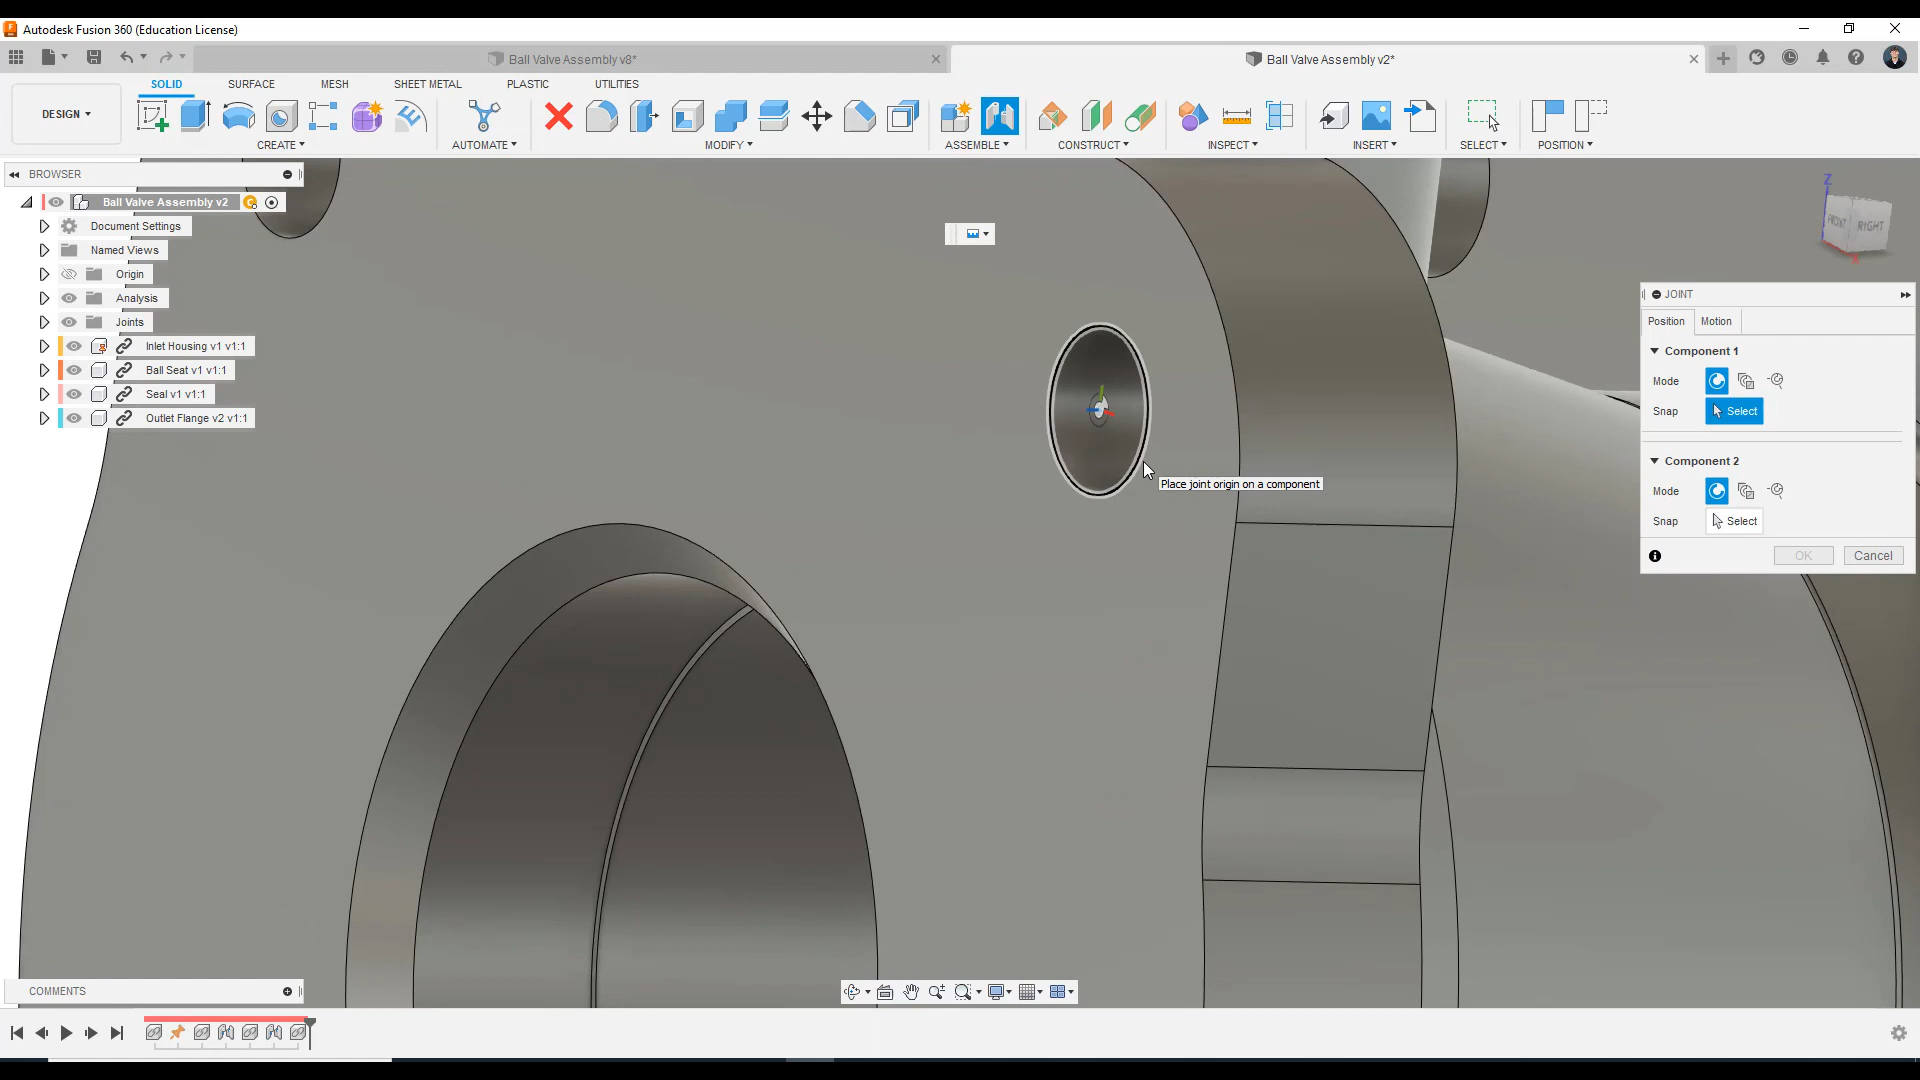 Autodesk Fusion 360 (Education License)
Ball Valve Assembly v8*
Ball Valve Assembly v2*
DESIGN
SOLID
SURFACE
MESH
SHEET METAL
PLASTIC
UTILITIES
CREATE
AUTOMATE
MODIFY
ASSEMBLE
CONSTRUCT
INSPECT
INSERT
SELECT
POSITION
BROWSER
Ball Valve Assembly v2
Document Settings
Named Views
Origin
Analysis
Joints
Inlet Housing v1 v1:1
Ball Seat v1 v1:1
Seal v1 v1:1
Outlet Flange v2 v1:1
Z
FRONT
RIGHT
X
JOINT
Position
Motion
Component 1
Mode
Snap
Select
Component 2
Mode
Snap
Select
OK
Cancel
Place joint origin on a component
COMMENTS